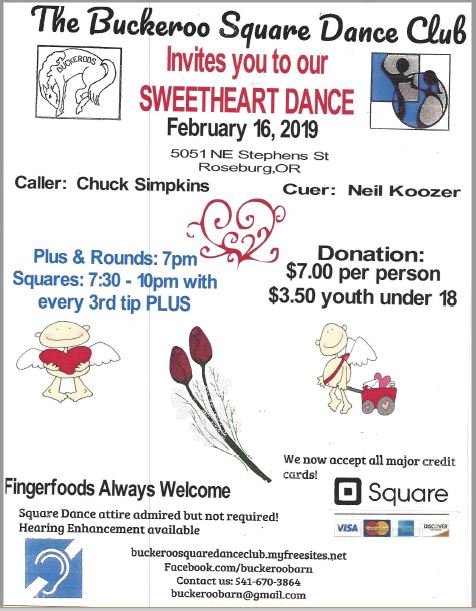 The Buckeroo Square Dance Club
BUCKEROOS
Invites you to our
SWEETHEART DANCE
February 16, 2019
5051 NE Stephens St
Roseburg,OR
Caller: Chuck Simpkins
Cuer: Neil Koozer
Plus & Rounds: 7pm
Squares: 7:30 - 10pm with
every 3rd tip PLUS
Donation:
$7.00 per person
$3.50 youth under 18
We now accept all major credit
cards!
Fingerfoods Always Welcome
Square
Square Dance attire admired but not required!
Hearing Enhancement available
VISA MasterCard DISCOVER
buckeroosquaredanceclub.myfreesites.net
Facebook.com/buckeroobarn
Contact us: 541-670-3864
buckeroobarn@gmail.com